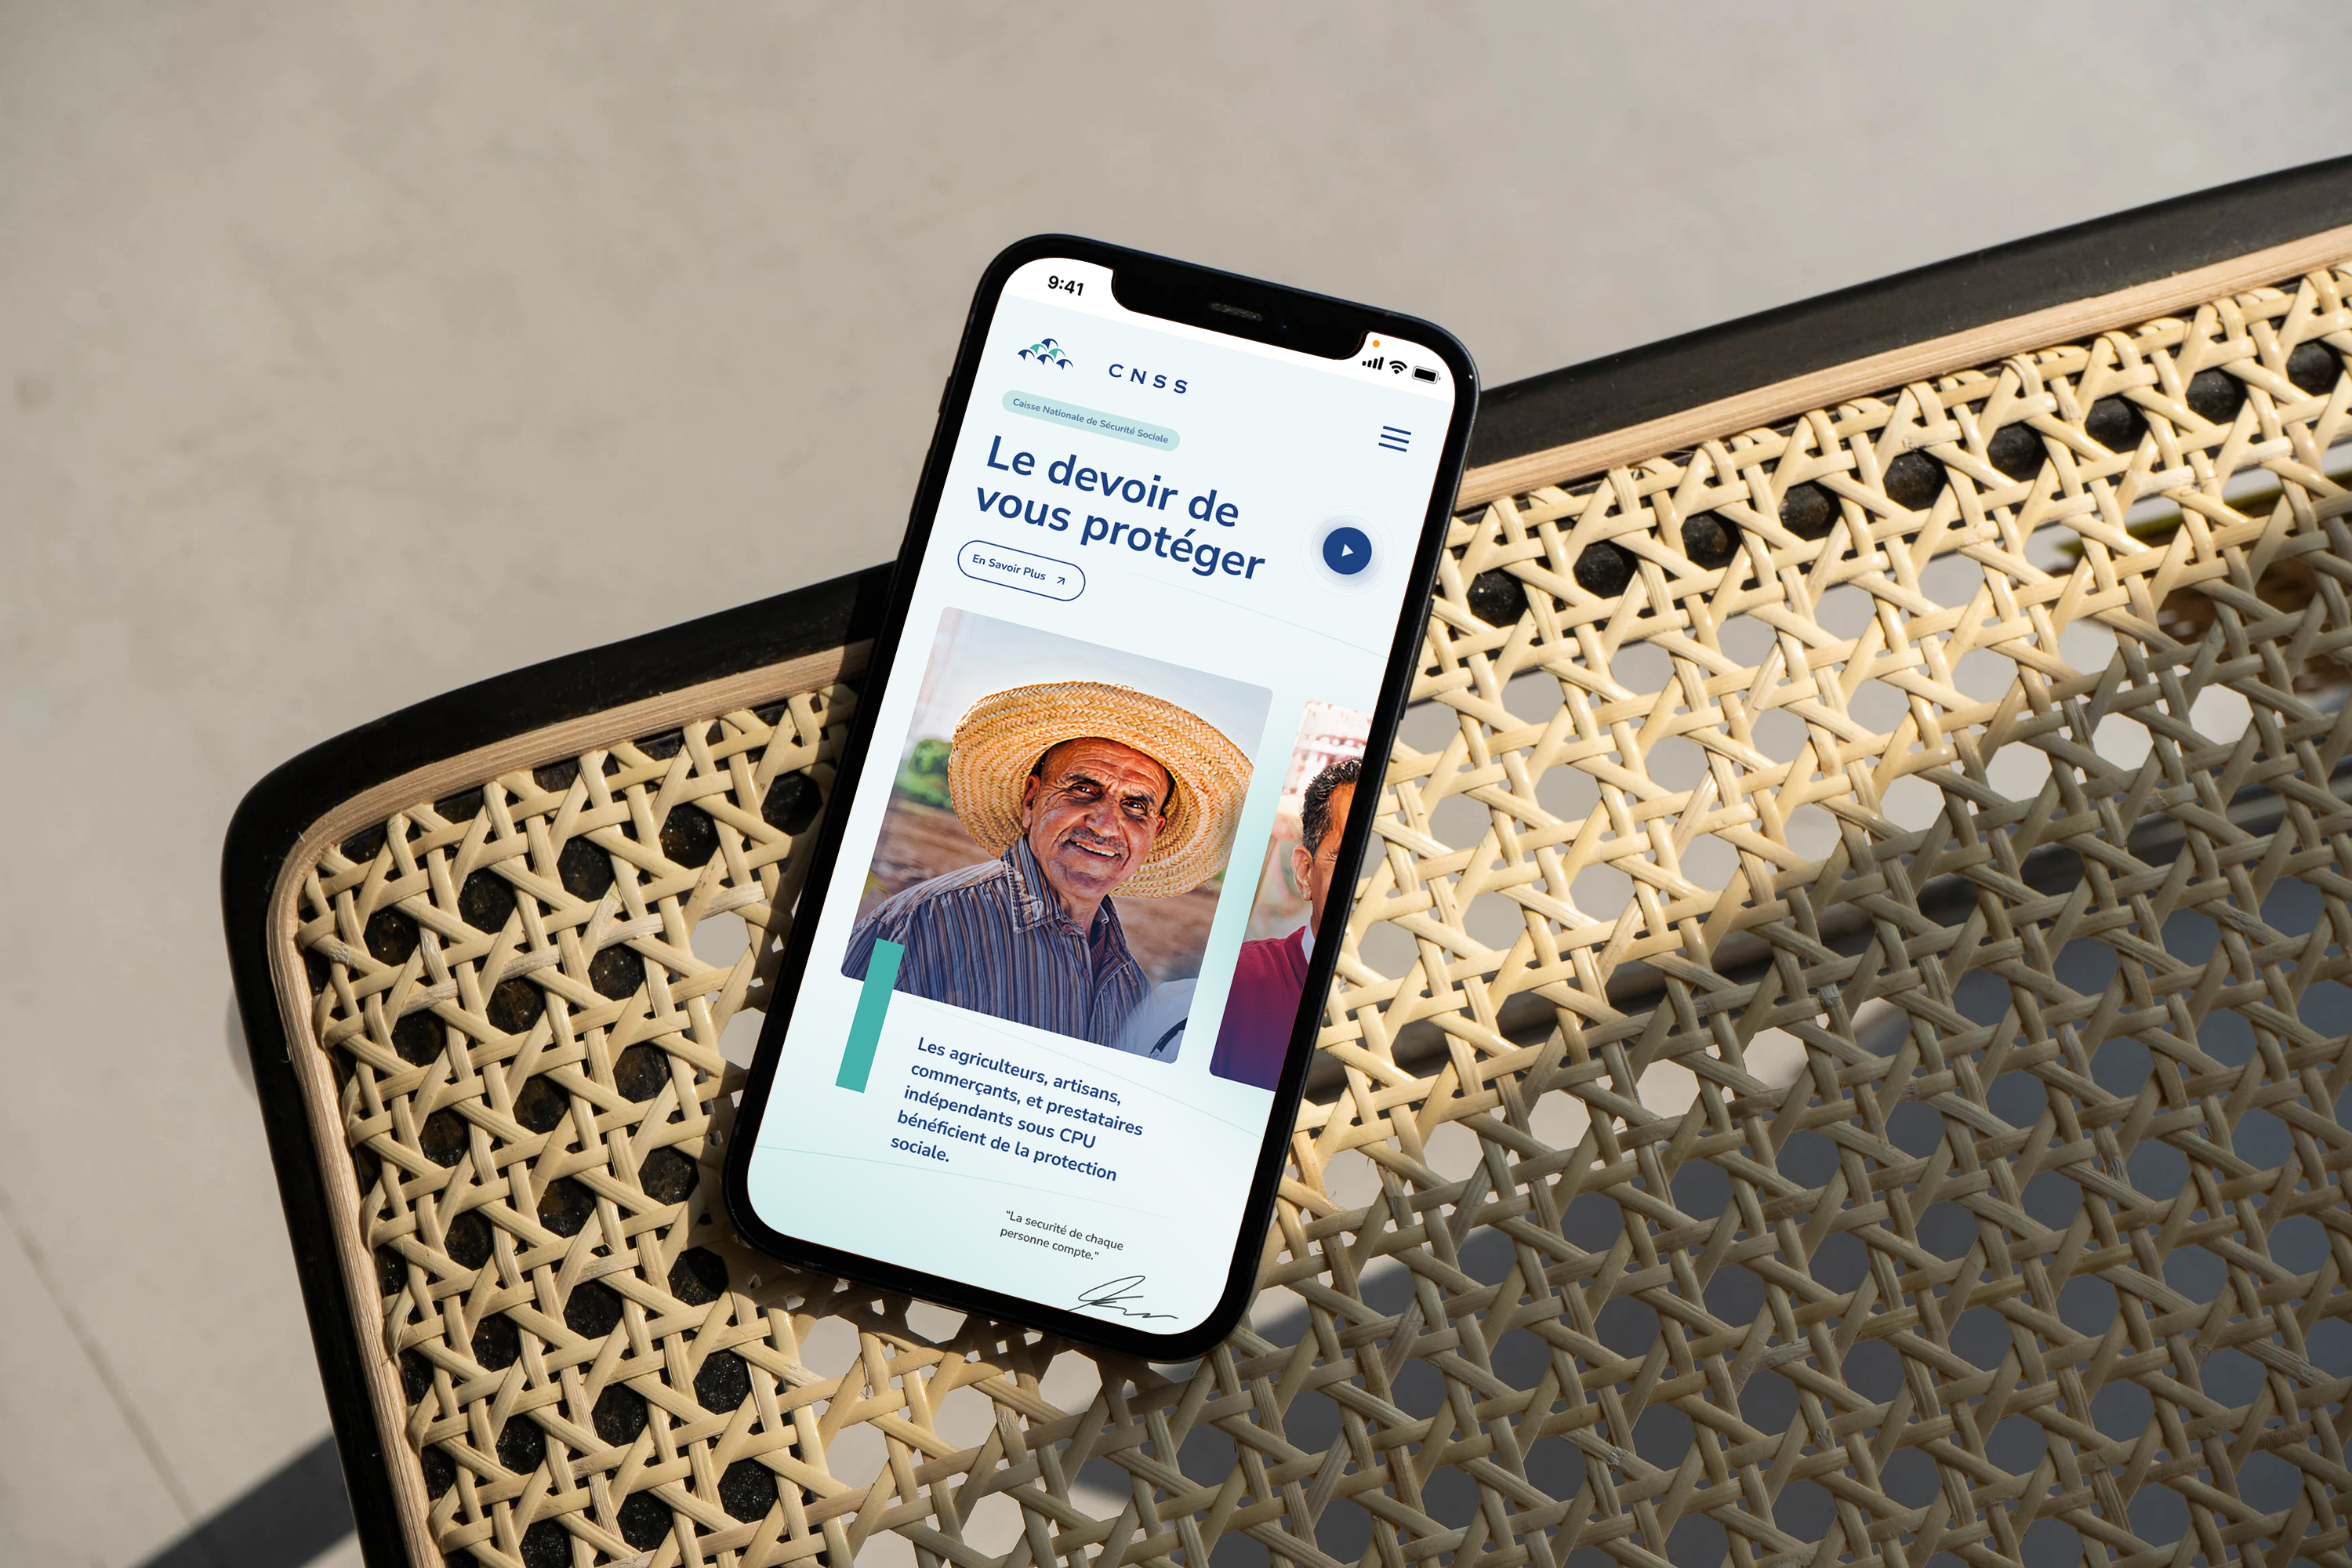 9:41
CNSS
Caisse Nationale de Sécurité Sociale
Le devoir de
vous protéger
En Savoir Plus
Les agriculteurs, artisans,
commerçants, et prestataires
indépendants sous CPU
bénéficient de la protection
sociale.
"La securité de chaque
personne compte."